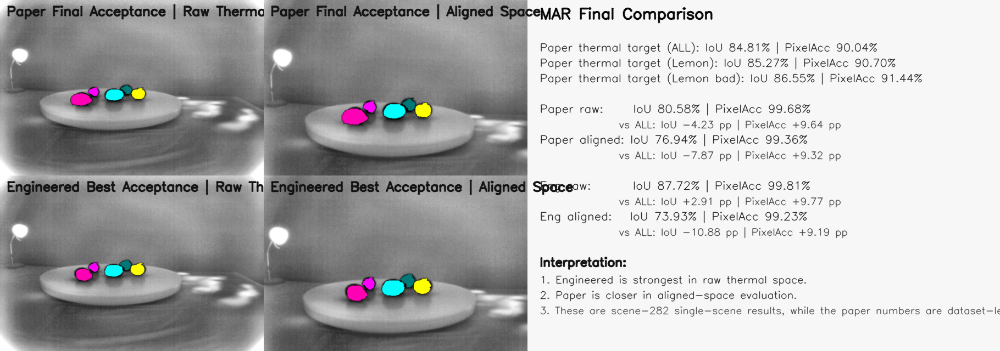 Paper Final Acceptance | Raw Therma
Paper Final Acceptance | Aligned Space
MAR Final Comparison
Paper thermal target (ALL): IoU 84.81% | PixelAcc 90.04%
Paper thermal target (Lemon): IoU 85.27% | PixelAcc 90.70%
Paper thermal target (Lemon bad): IoU 86.55% | PixelAcc 91.44%
Paper raw: IoU 80.58% | PixelAcc 99.68%
vs ALL: IoU -4.23 pp | PixelAcc +9.64 pp
Paper aligned: IoU 76.94% | PixelAcc 99.36%
vs ALL: IoU -7.87 pp | PixelAcc +9.32 pp
Engineered Best Acceptance | Raw Th
Engineered Best Acceptance | Aligned Space
Eng raw: IoU 87.72% | PixelAcc 99.81%
vs ALL: IoU +2.91 pp | PixelAcc +9.77 pp
Eng aligned: IoU 73.93% | PixelAcc 99.23%
vs ALL: IoU -10.88 pp | PixelAcc +9.19 pp
Interpretation:
1. Engineered is strongest in raw thermal space.
2. Paper is closer in aligned-space evaluation.
3. These are scene-282 single-scene results, while the paper numbers are dataset-le